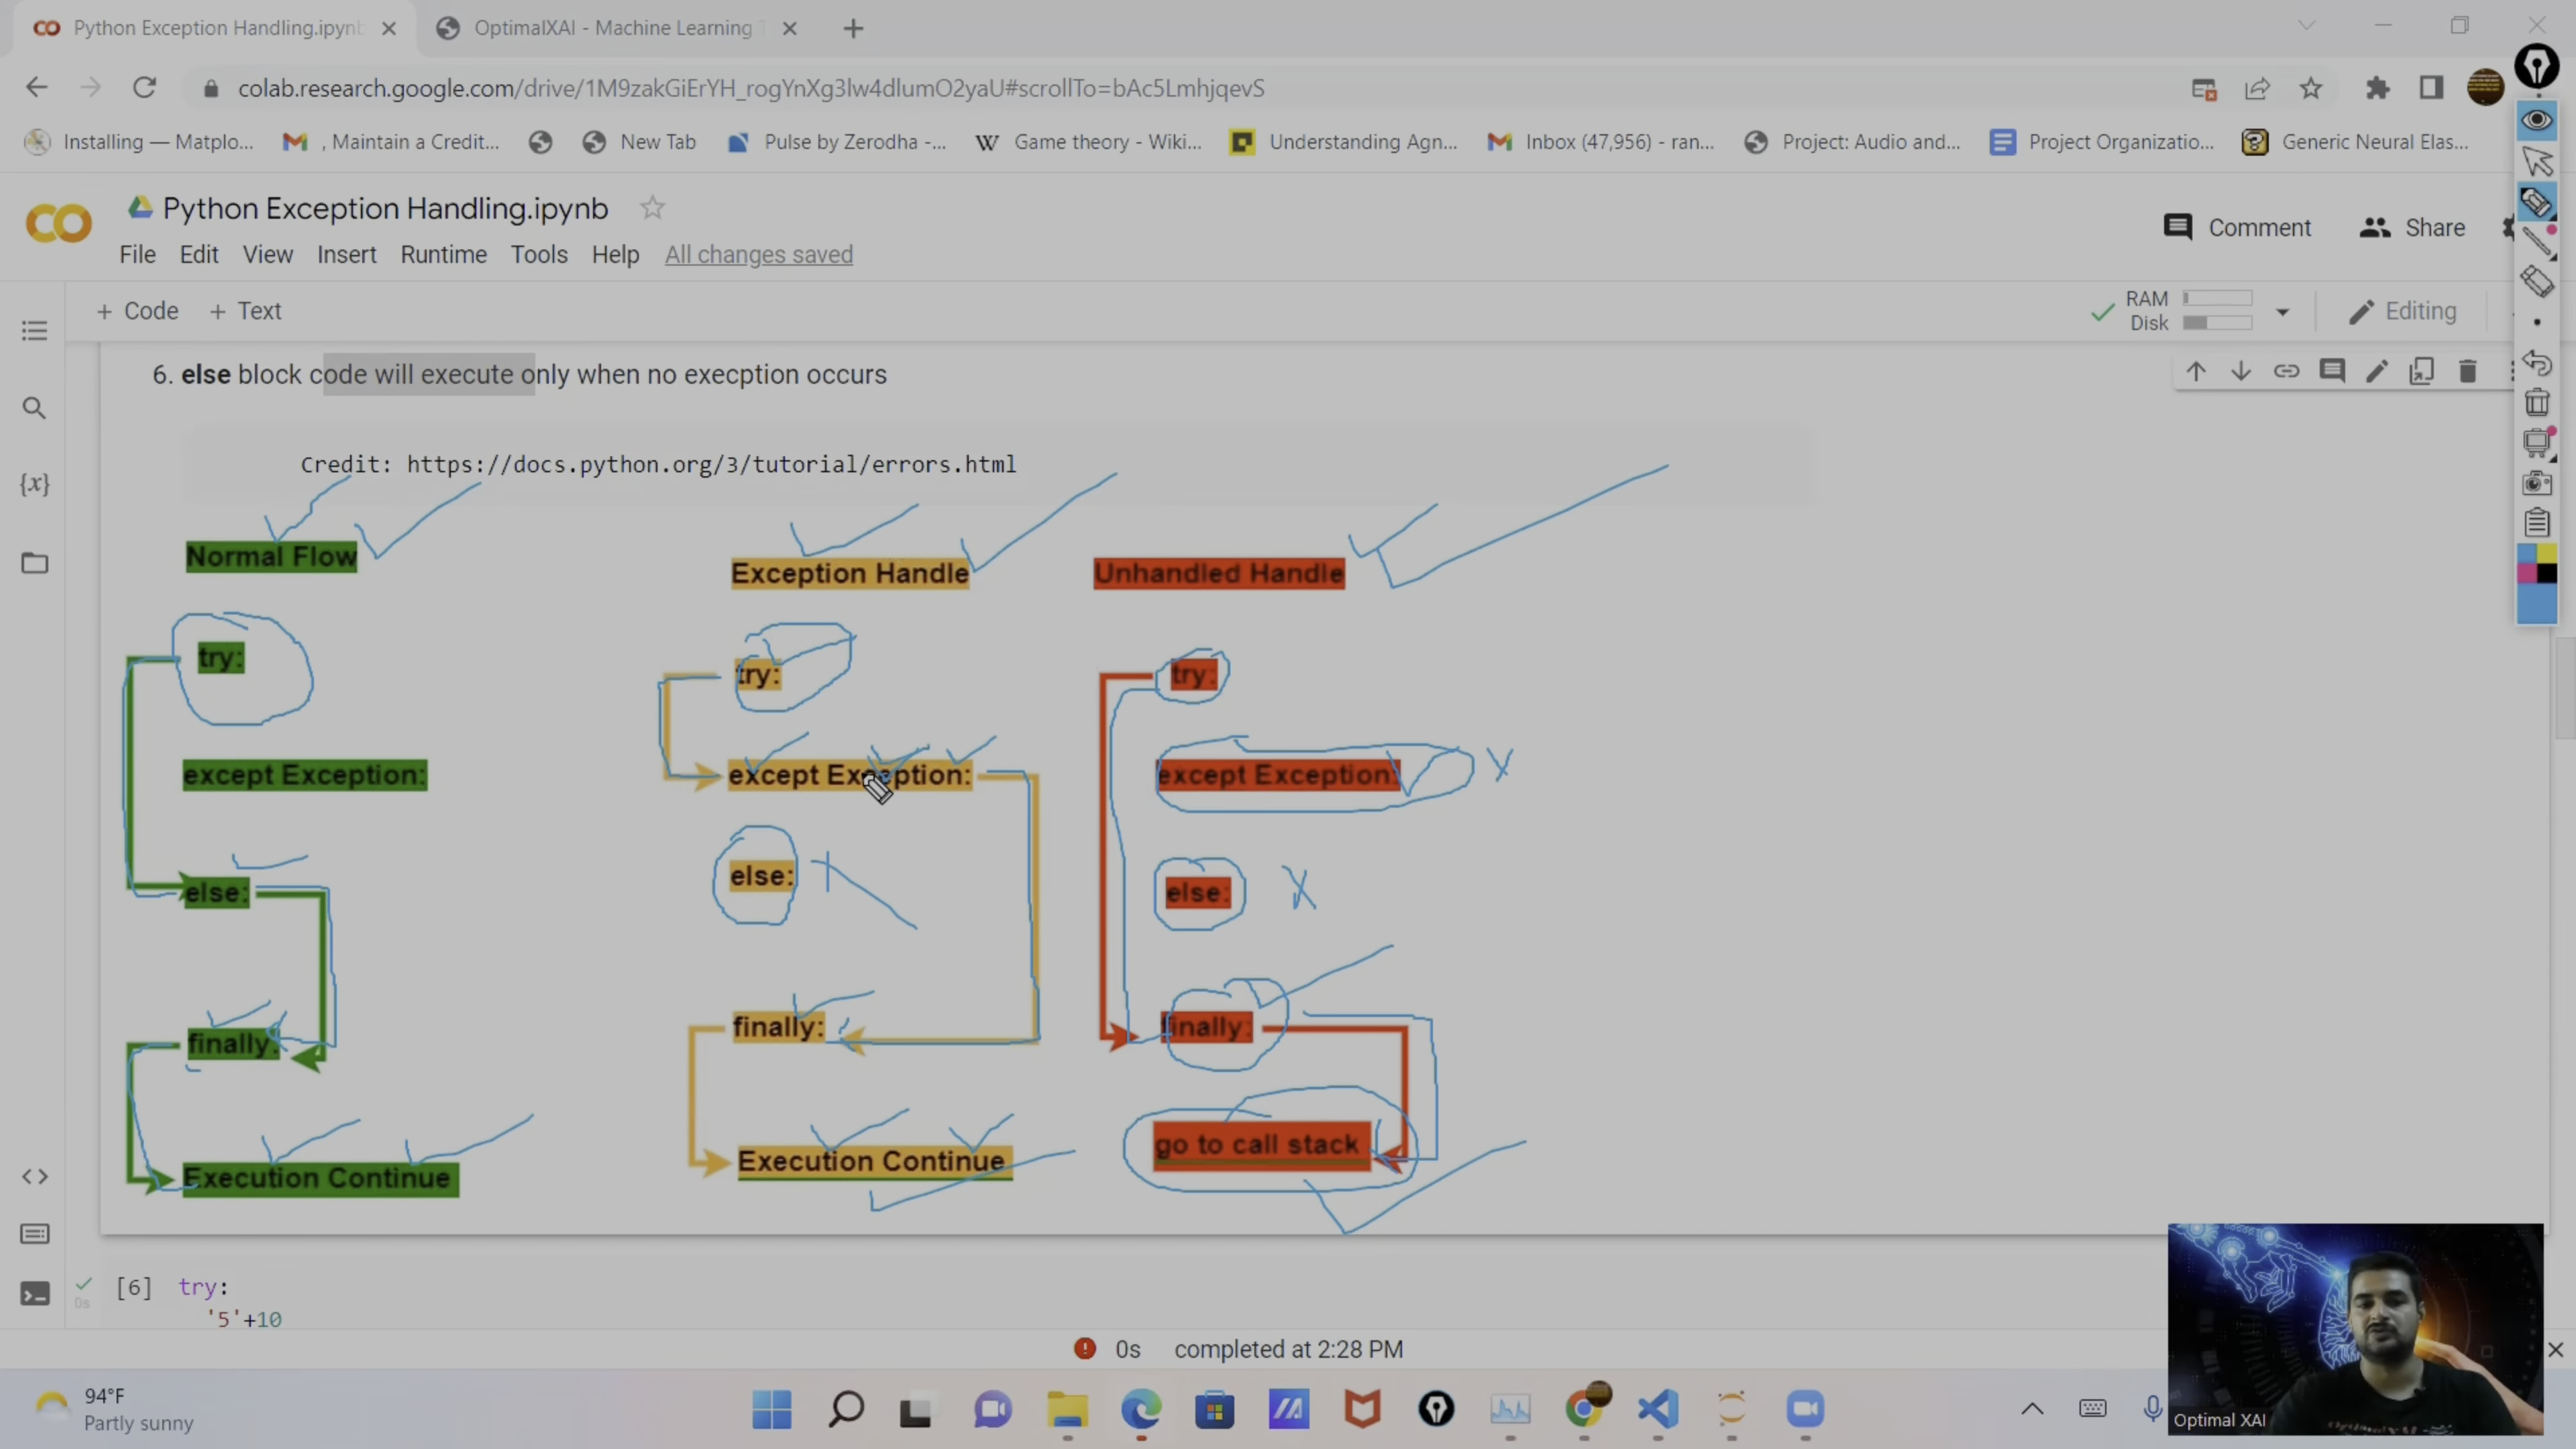 Python Exception Handling.ipynb
OptimalXAI - Machine Learning
colab.research.google.com/drive/1M9zakGiErYH_rogYnXg3lw4dlumO2yaU#scrollTo=bAc5LmhjqevS
Installing — Matplo...
, Maintain a Credit...
New Tab
Pulse by Zerodha -...
Game theory - Wiki...
Understanding Agn...
Inbox (47,956) - ran...
Project: Audio and...
Project Organizatio...
Generic Neural Elas...
Python Exception Handling.ipynb
File Edit View Insert Runtime Tools Help All changes saved
Comment
Share
+ Code + Text
RAM
Disk
Editing
6. else block code will execute only when no execption occurs
Credit: https://docs.python.org/3/tutorial/errors.html
Normal Flow
try:
except Exception:
else:
finally:
Execution Continue
Exception Handle
try:
except Exception:
else:
finally:
Execution Continue
Unhandled Handle
try:
except Exception:
X
else:
X
finally:
go to call stack
[6] try:
0s
'5'+10
0s completed at 2:28 PM
94°F
Partly sunny
Optimal XAI